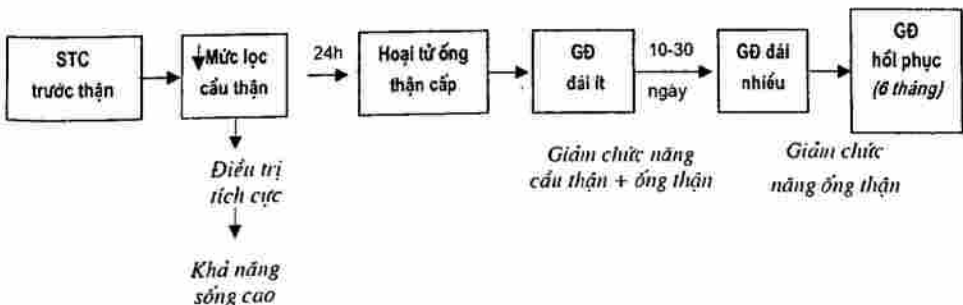 STC
trước thận
↓Mức lọc
cầu thận
24h
Hoại tử ống
thận cấp
GĐ
đái ít
10-30
ngày
GĐ đái
nhiều
GĐ
hồi phục
(6 tháng)
Điều trị
tích cực
Khả năng
sống cao
Giảm chức năng
cầu thận + ống thận
Giảm chức
năng ống thận